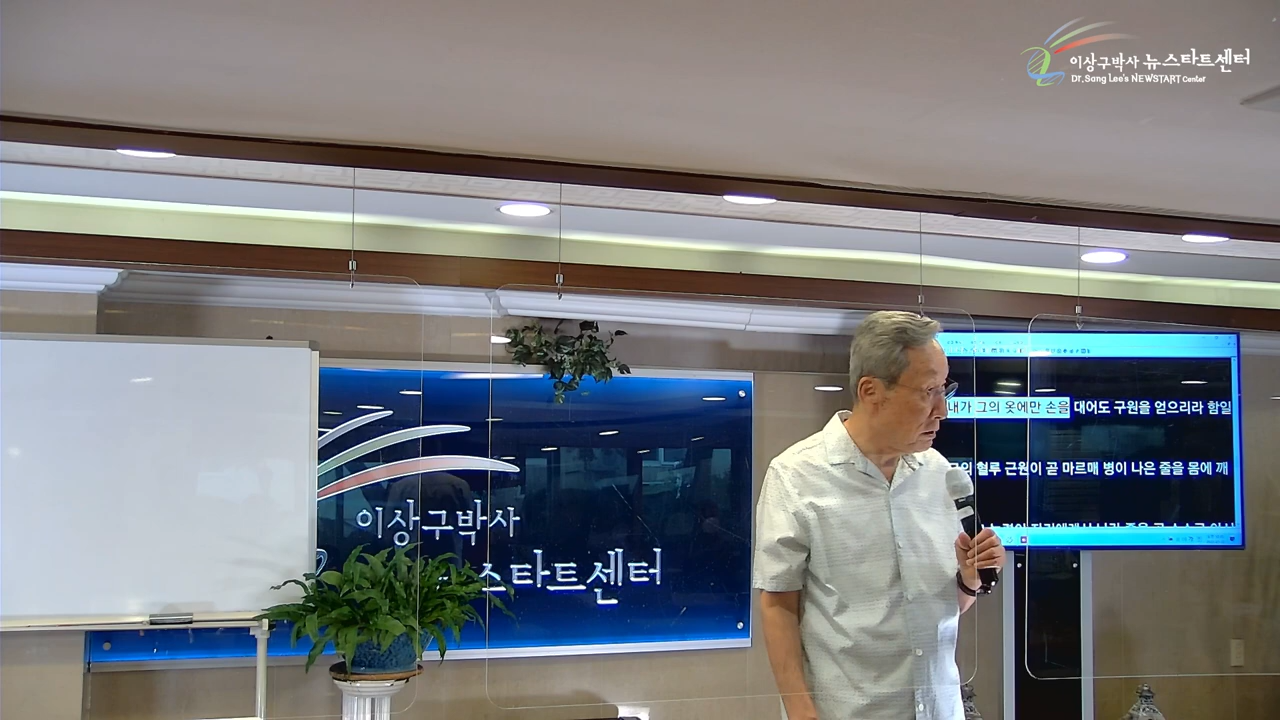 이상구박사 뉴스타트센터
Dr. Sang Lee's NEWSTART Center
내가 그의 옷에만 손을 대어도 구원을 얻으리라 함일
혈루 근원이 곧 마르매 병이 나은 줄을 몸에 깨
이상구박사
스타트센터